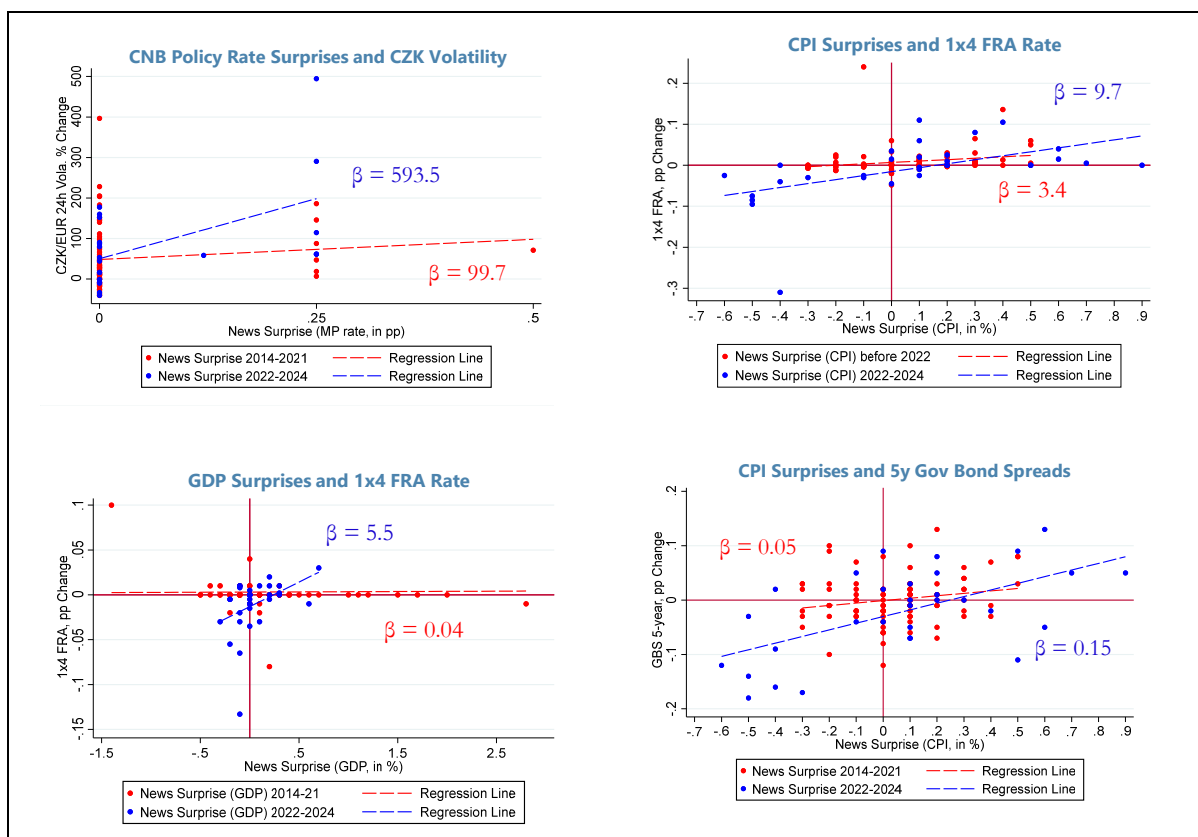 CNB Policy Rate Surprises and CZK Volatility
CZK/EUR 24h Vola. % Change
500
400
300
200
100
0
β = 593.5
β = 99.7
0
.25
.5
News Surprise (MP rate, in pp)
News Surprise 2014-2021
Regression Line
News Surprise 2022-2024
Regression Line
CPI Surprises and 1x4 FRA Rate
1x4 FRA, pp Change
.2
.1
0
-.1
-.2
-.3
β = 9.7
β = 3.4
-.7 -.6 -.5 -.4 -.3 -.2 -.1 0 .1 .2 .3 .4 .5 .6 .7 .8 .9
News Surprise (CPI, in %)
News Surprise (CPI) before 2022
Regression Line
News Surprise (CPI) 2022-2024
Regression Line
GDP Surprises and 1x4 FRA Rate
1x4 FRA, pp Change
.1
.05
0
-.05
-.1
-.15
β = 5.5
β = 0.04
-1.5 -.5 .5 1.5 2.5
News Surprise (GDP, in %)
News Surprise (GDP) 2014-21
Regression Line
News Surprise (GDP) 2022-2024
Regression Line
CPI Surprises and 5y Gov Bond Spreads
GBS 5-year, pp Change
.2
.1
0
-.1
-.2
β = 0.05
β = 0.15
-.7 -.6 -.5 -.4 -.3 -.2 -.1 0 .1 .2 .3 .4 .5 .6 .7 .8 .9
News Surprise (CPI, in %)
News Surprise 2014-2021
Regression Line
News Surprise 2022-2024
Regression Line